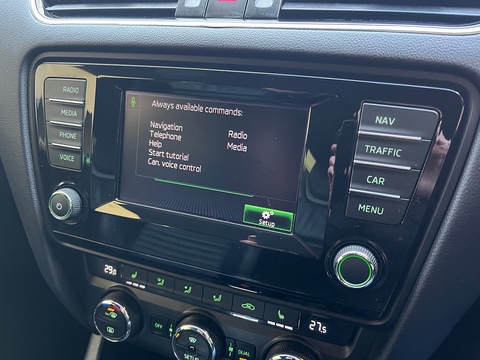 RADIO
MEDIA
PHONE
VOICE
Always available commands:
Navigation Radio
Telephone Media
Help
Start tutorial
Can. voice control
Setup
NAV
TRAFFIC
CAR
MENU
29.0
27.5
OFF
SETUP
DUAL